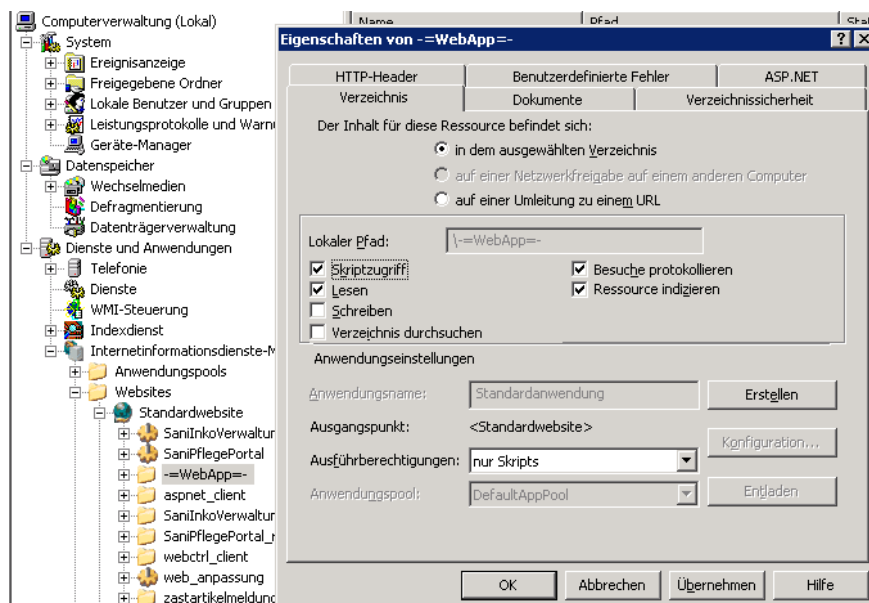 Computerverwaltung (Lokal)
System
Ereignisanzeige
Freigegebene Ordner
Lokale Benutzer und Gruppen
Leistungsprotokolle und Warnu
Geräte-Manager
Datenspeicher
Wechselmedien
Defragmentierung
Datenträgerverwaltung
Dienste und Anwendungen
Telefonie
Dienste
WMI-Steuerung
Indexdienst
Internetinformationsdienste-M
Anwendungspools
Websites
Standardwebsite
SaniInkoVerwaltun
SaniPflegePortal
-=WebApp=-
aspnet_client
SaniInkoVerwaltun
SaniPflegePortal_
webctrl_client
web_anpassung
zastartikelmeldung
Name Pfad
Eigenschaften von -=WebApp=-
HTTP-Header Benutzerdefinierte Fehler ASP.NET
Verzeichnis Dokumente Verzeichnissicherheit
Der Inhalt für diese Ressource befindet sich:
in dem ausgewählten Verzeichnis
auf einer Netzwerkfreigabe auf einem anderen Computer
auf einer Umleitung zu einem URL
Lokaler Pfad: \-=WebApp=-
Skriptzugriff Besuche protokollieren
Lesen Ressource indizieren
Schreiben
Verzeichnis durchsuchen
Anwendungseinstellungen
Anwendungsname: Standardanwendung Erstellen
Ausgangspunkt: <Standardwebsite>
Konfiguration...
Ausführberechtigungen: nur Skripts
Anwendungspool: DefaultAppPool Entladen
OK Abbrechen Übernehmen Hilfe